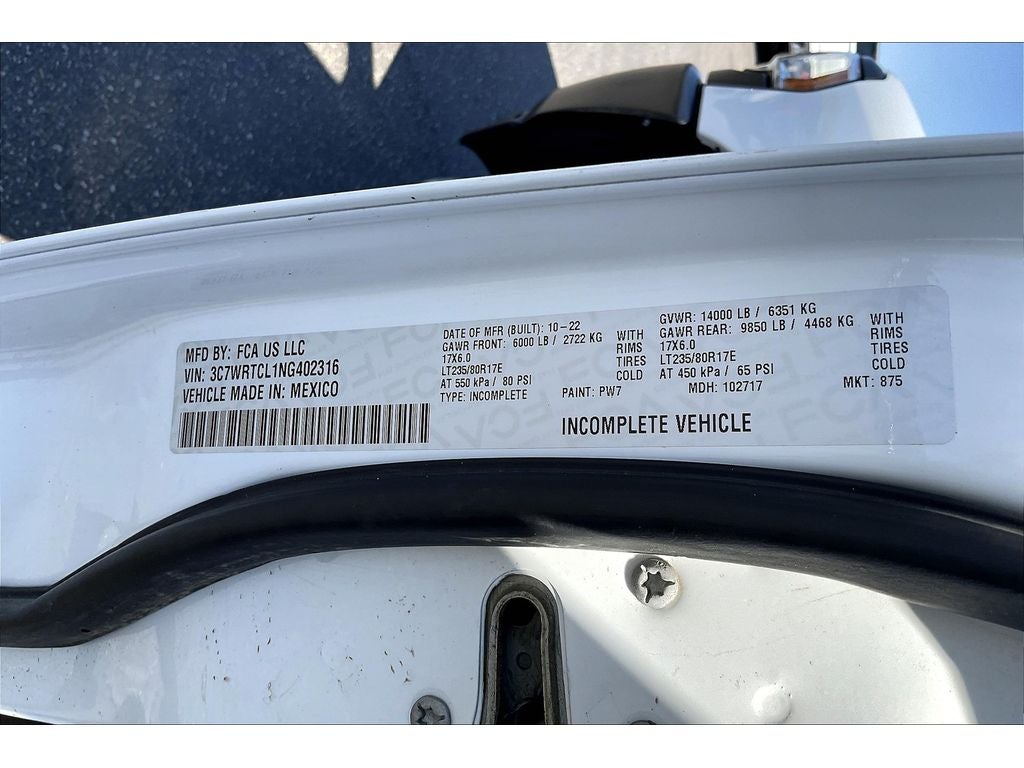 MFD BY: FCA US LLC
VIN: 3C7WRTCL1NG402316
VEHICLE MADE IN: MEXICO
DATE OF MFR (BUILT): 10-22
GAWR FRONT: 6000 LB / 2722 KG WITH
17X6.0 RIMS
LT235/80R17E TIRES
AT 550 kPa / 80 PSI COLD
TYPE: INCOMPLETE PAINT: PW7
GVWR: 14000 LB / 6351 KG
GAWR REAR: 9850 LB / 4468 KG WITH
17X6.0 RIMS
LT235/80R17E TIRES
AT 450 kPa / 65 PSI COLD
MDH: 102717 MKT: 875
INCOMPLETE VEHICLE